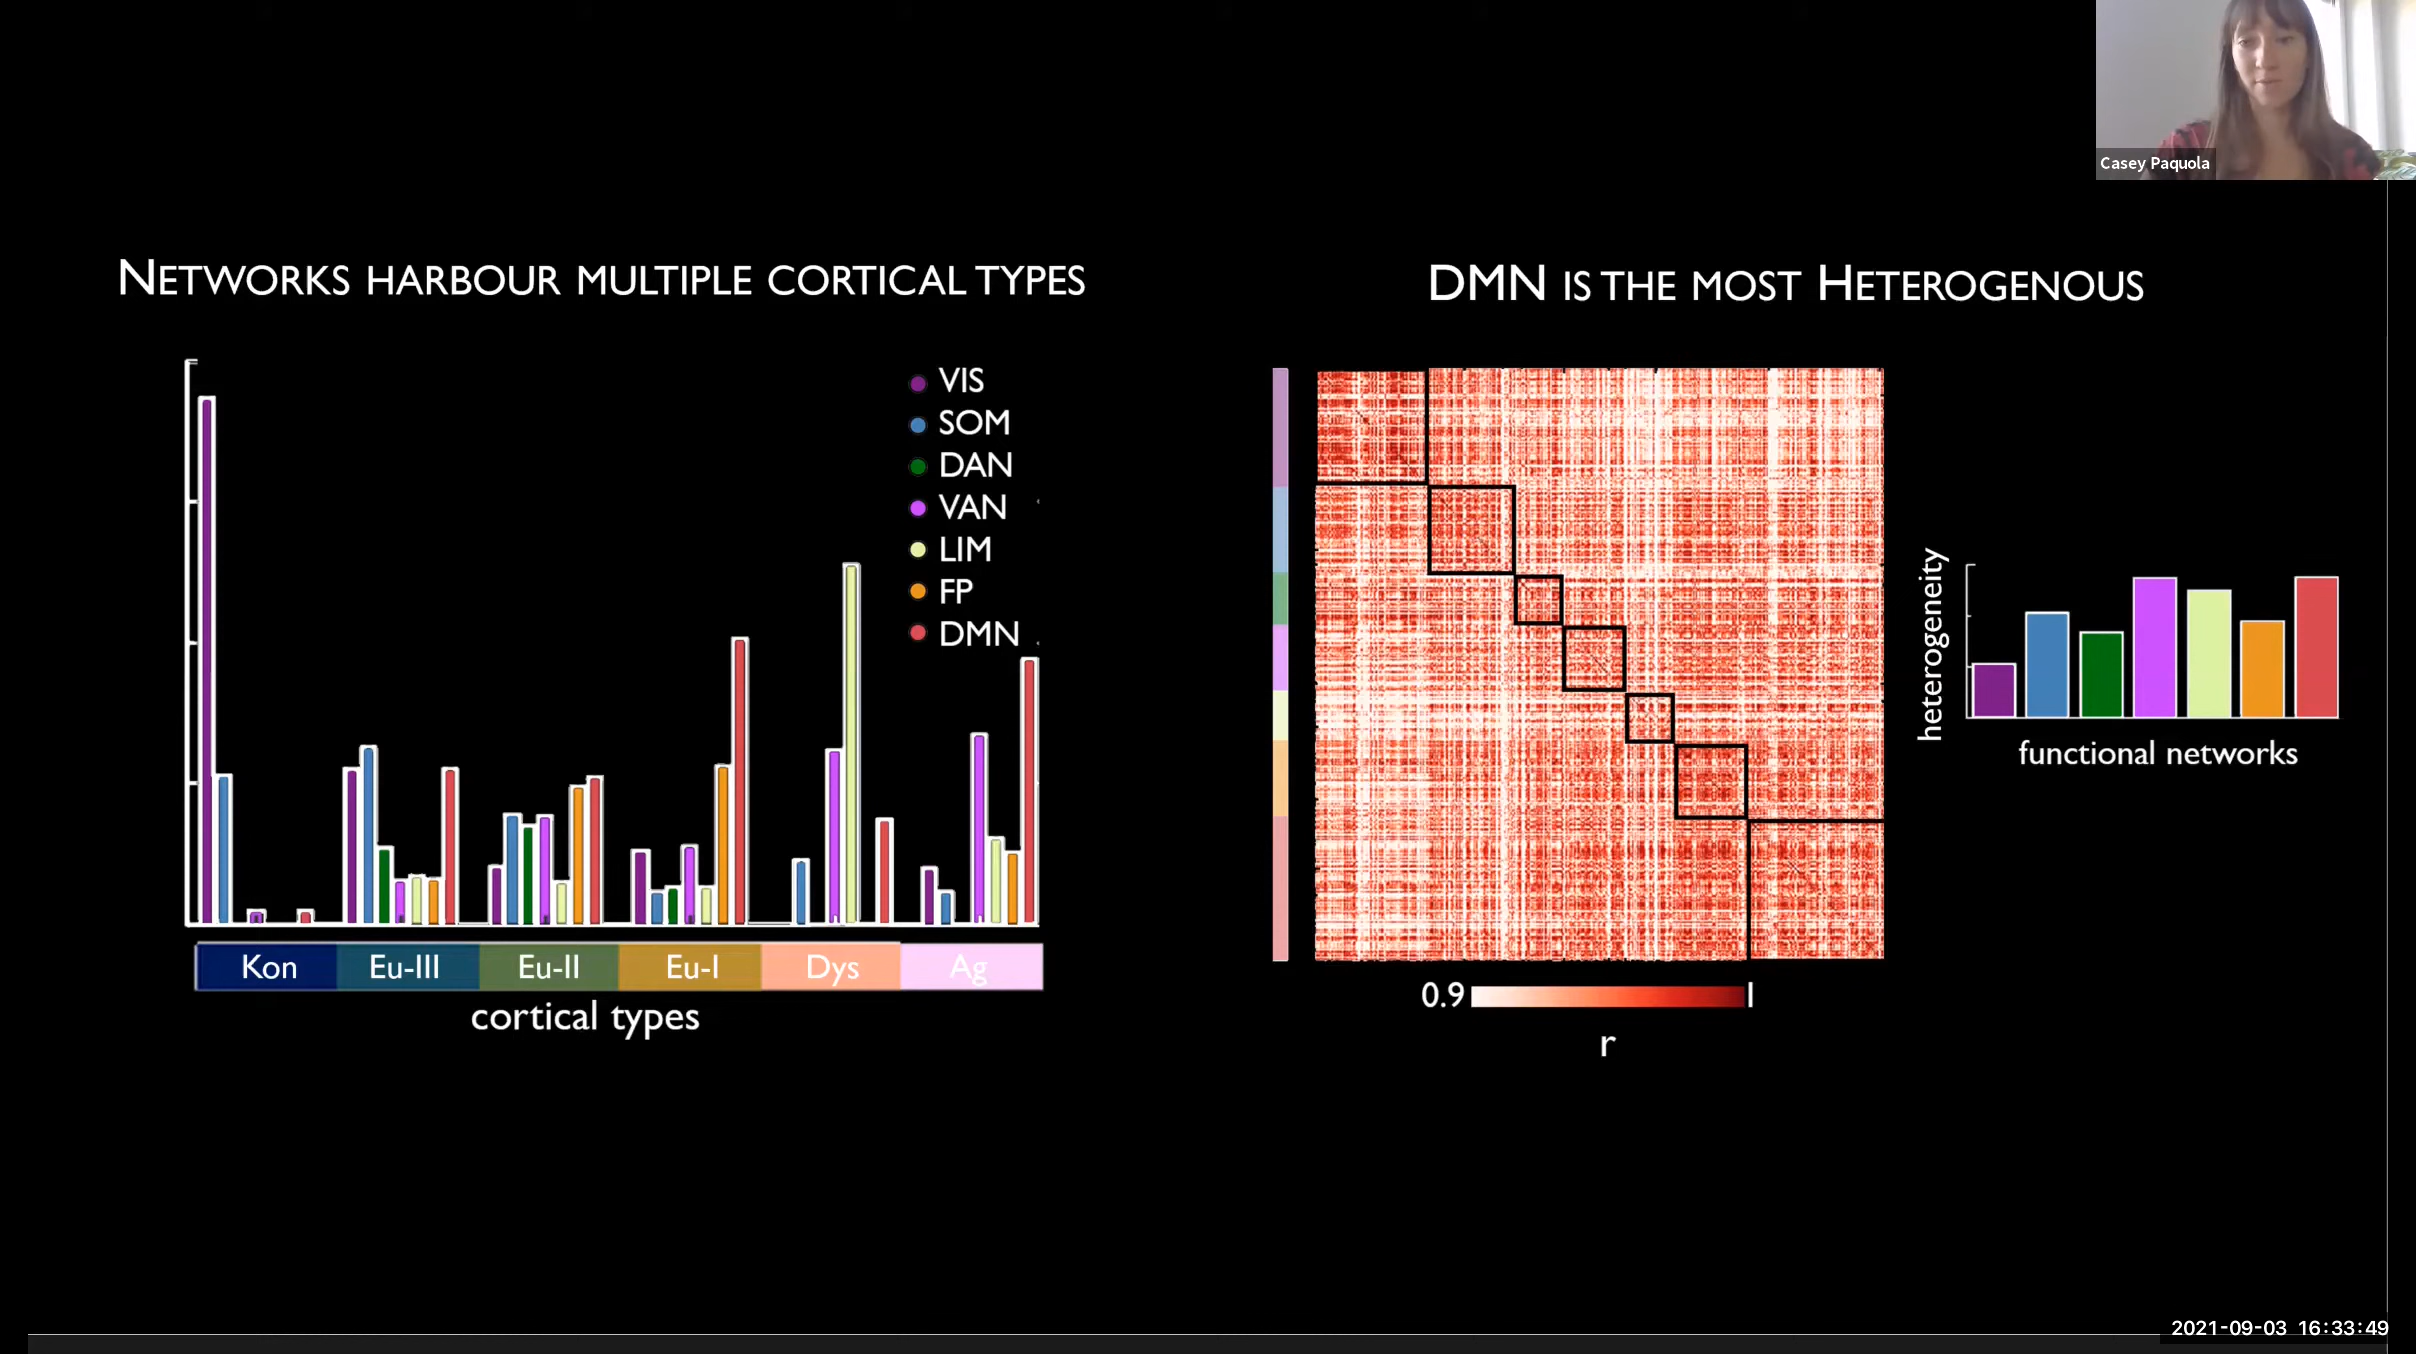 Casey Paquola
NETWORKS HARBOUR MULTIPLE CORTICAL TYPES
VIS
SOM
DAN
VAN
LIM
FP
DMN
Kon Eu-III Eu-II Eu-I Dys Ag
cortical types
DMN IS THE MOST HETEROGENOUS
0.9 1
r
heterogeneity
functional networks
2021-09-03 16:33:49